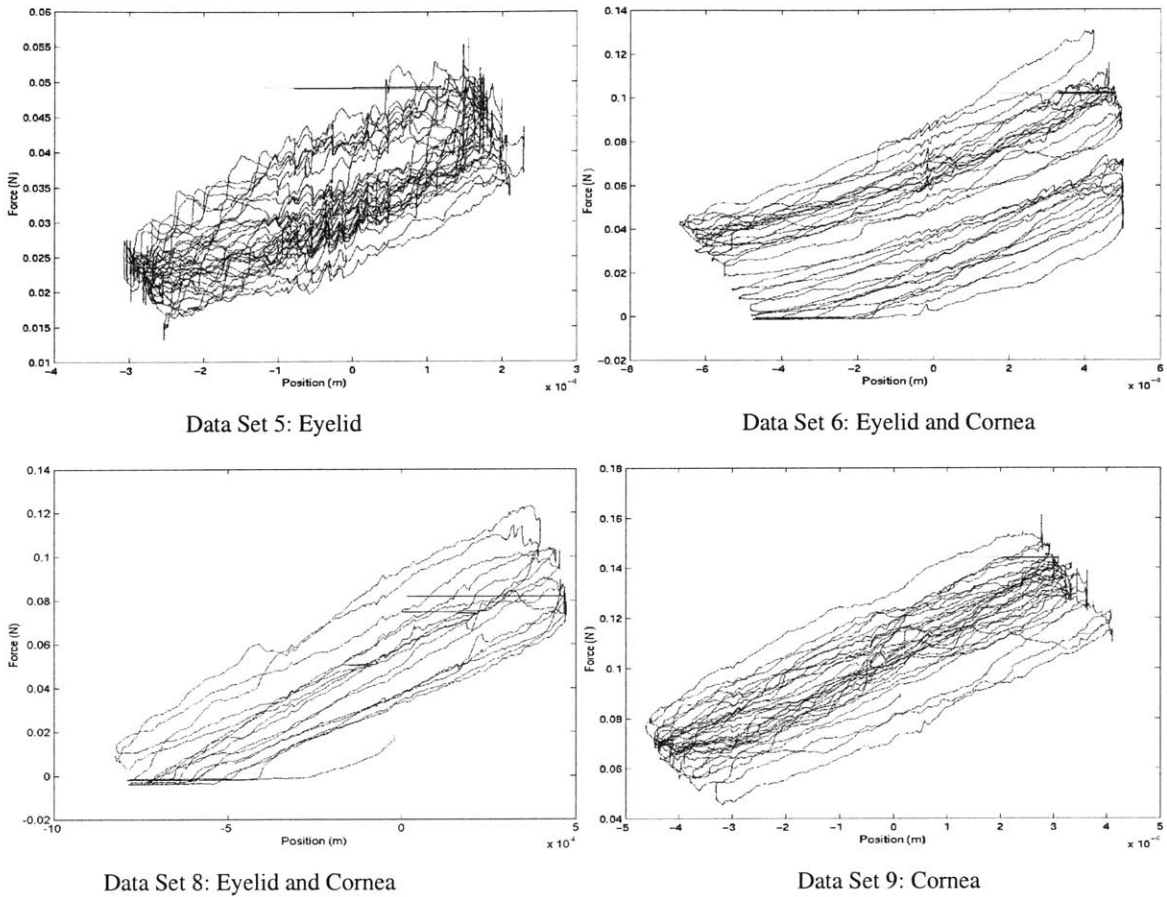 0.06
0.055
0.05
0.045
0.04
0.035
0.03
0.025
0.02
0.015
0.01
Force (N)
-4 -3 -2 -1 0 1 2 3
Position (m)
x 10⁻⁴
Data Set 5: Eyelid
0.14
0.12
0.1
0.08
0.06
0.04
0.02
0
-0.02
Force (N)
-8 -6 -4 -2 0 2 4 6
Position (m)
x 10⁻⁴
Data Set 6: Eyelid and Cornea
0.14
0.12
0.1
0.08
0.06
0.04
0.02
0
-0.02
Force (N)
-10 -5 0 5
Position (m)
x 10⁻⁴
Data Set 8: Eyelid and Cornea
0.18
0.16
0.14
0.12
0.1
0.08
0.06
0.04
Force (N)
-5 -4 -3 -2 -1 0 1 2 3 4 5
Position (m)
x 10⁻⁴
Data Set 9: Cornea